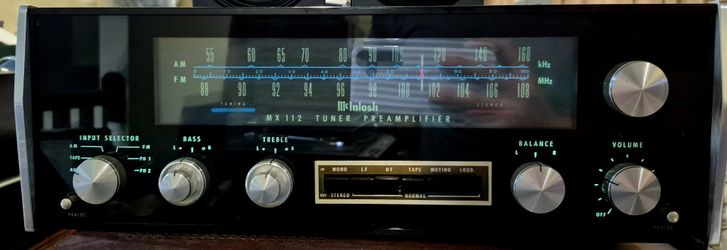 AM 55 60 65 70 80 90 100 120 140 160 kHz
FM 88 90 92 94 96 98 100 102 104 106 108 MHz
TUNING STEREO
McIntosh
MX 112 TUNER PREAMPLIFIER
INPUT SELECTOR
AM FM
TAPE PH 1
PH 2
BASS
L R
TREBLE
L R
IN MONO LF HF TAPE MUTING LOUD.
OUT STEREO NORMAL
BALANCE
L R
VOLUME
OFF
PANLOC